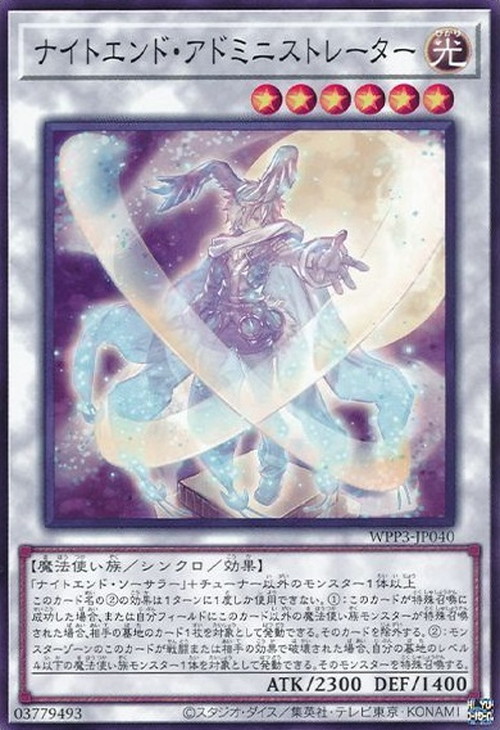 ナイトエンド・アドミニストレーター
光
WPP3-JP040
【魔法使い族/シンクロ/効果】
「ナイトエンド・ソーサラー」+チューナー以外のモンスター1体以上
このカード名の②の効果は1ターンに1度しか使用できない。①:このカードが特殊召喚に
成功した場合、または自分フィールドにこのカード以外の魔法使い族モンスターが特殊召喚
された場合、相手の墓地のカード1枚を対象として発動できる。そのカードを除外する。②:モ
ンスターゾーンのこのカードが戦闘または相手の効果で破壊された場合、自分の墓地のレベル
4以下の魔法使い族モンスター1体を対象として発動できる。そのモンスターを特殊召喚する。
ATK/2300 DEF/1400
03779493
©スタジオ・ダイス/集英社・テレビ東京・KONAMI